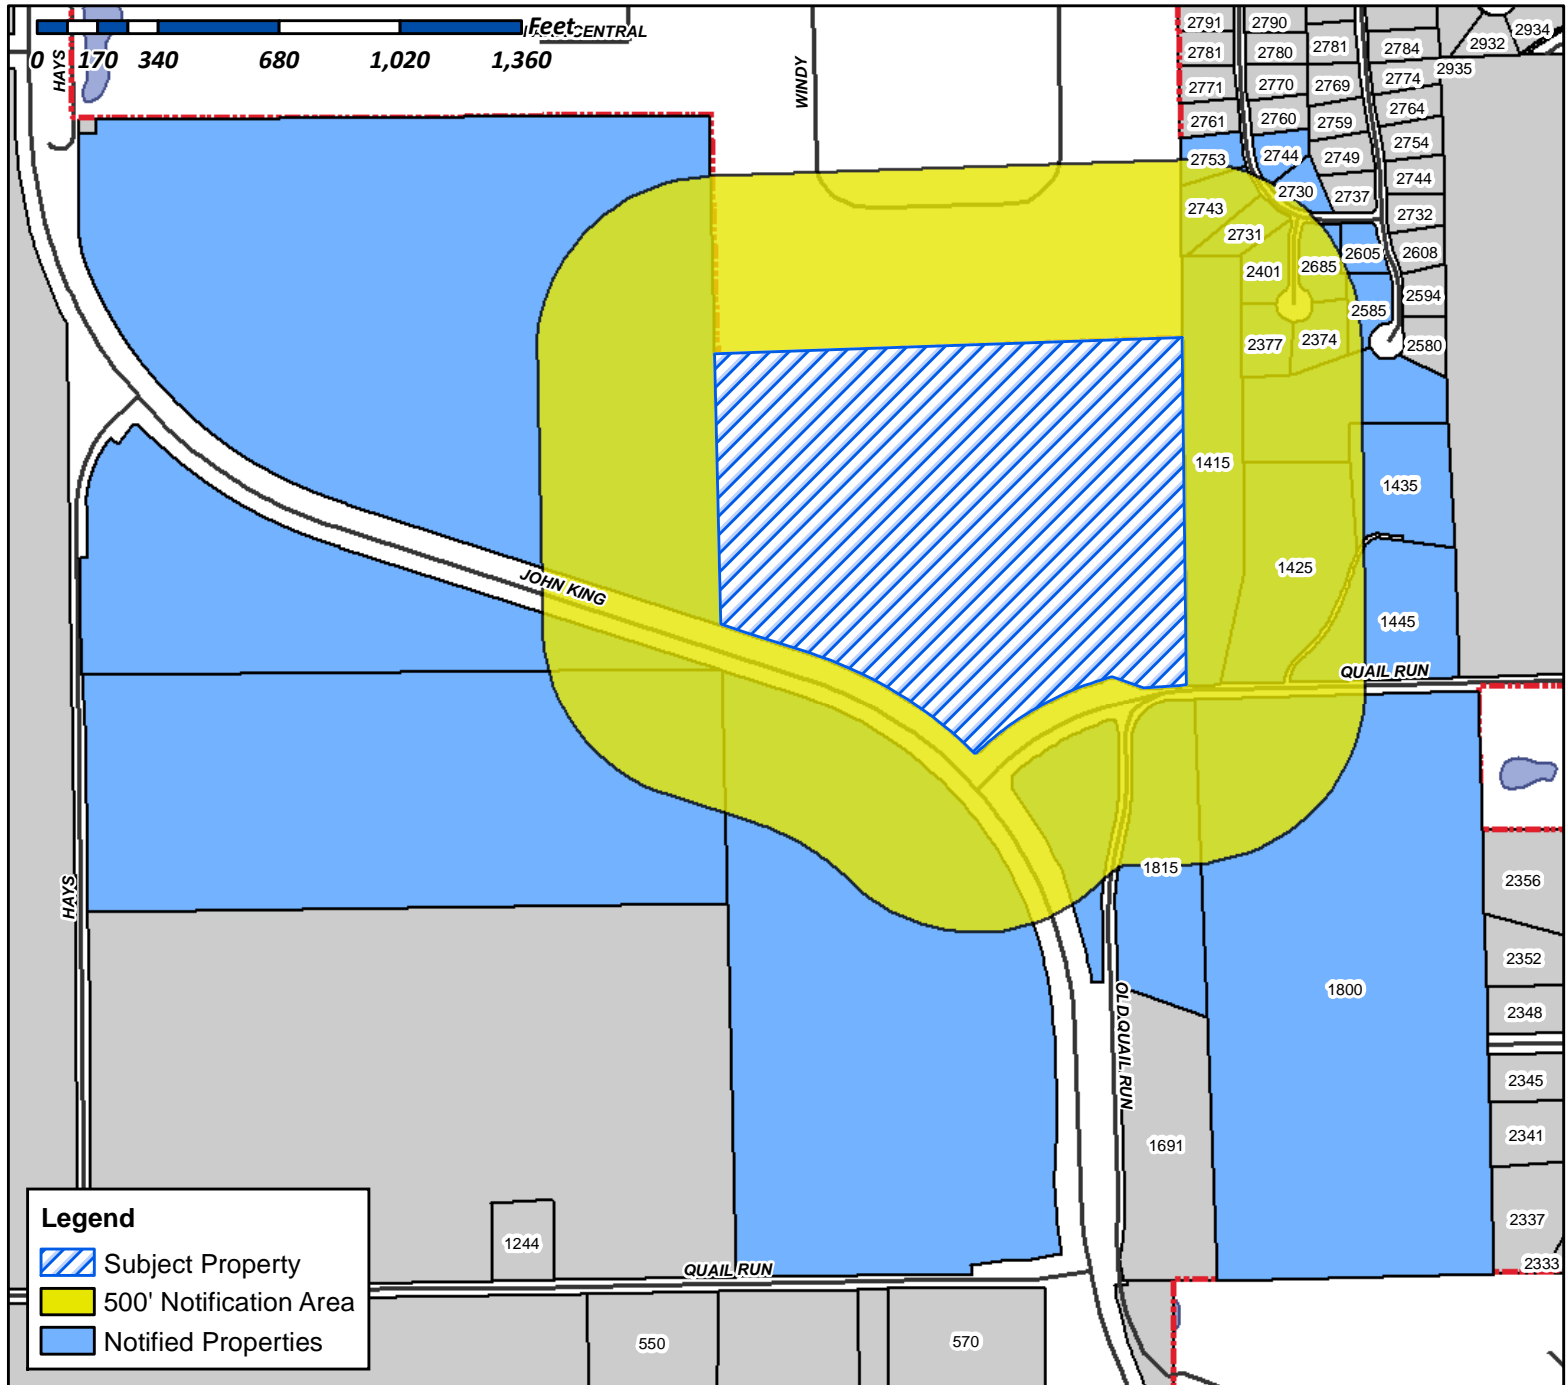 Feet
CENTRAL
0 170 340 680 1,020 1,360
HAYS
WINDY
2791 2790
2781 2780 2781 2784 2932 2934
2771 2770 2769 2774 2935
2761 2760 2759 2764
2753 2744 2749 2754
2730 2737 2744
2743 2731 2732
2401 2685 2605 2608
2585 2594
2377 2374 2580
1415
1435
1425
JOHN KING
1445
QUAIL RUN
1815
2356
HAYS
2352
1800
2348
OLD QUAIL RUN
2345
1691
2341
2337
1244
QUAIL RUN
2333
550
570
Legend
Subject Property
500' Notification Area
Notified Properties